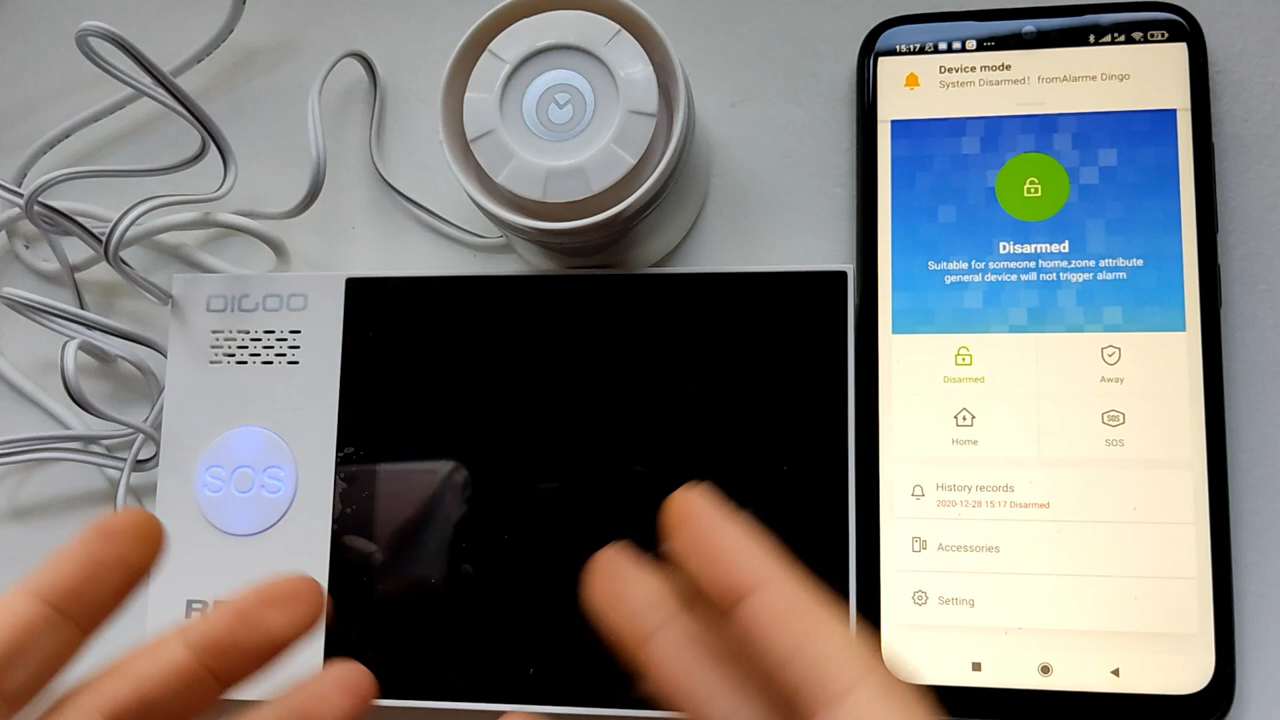 DIGOO
SOS
15:17
73
Device mode
System Disarmed! fromAlarme Dingo
Disarmed
Suitable for someone home,zone attribute
general device will not trigger alarm
Disarmed
Away
Home
SOS
SOS
History records
2020-12-28 15:17 Disarmed
Accessories
Setting